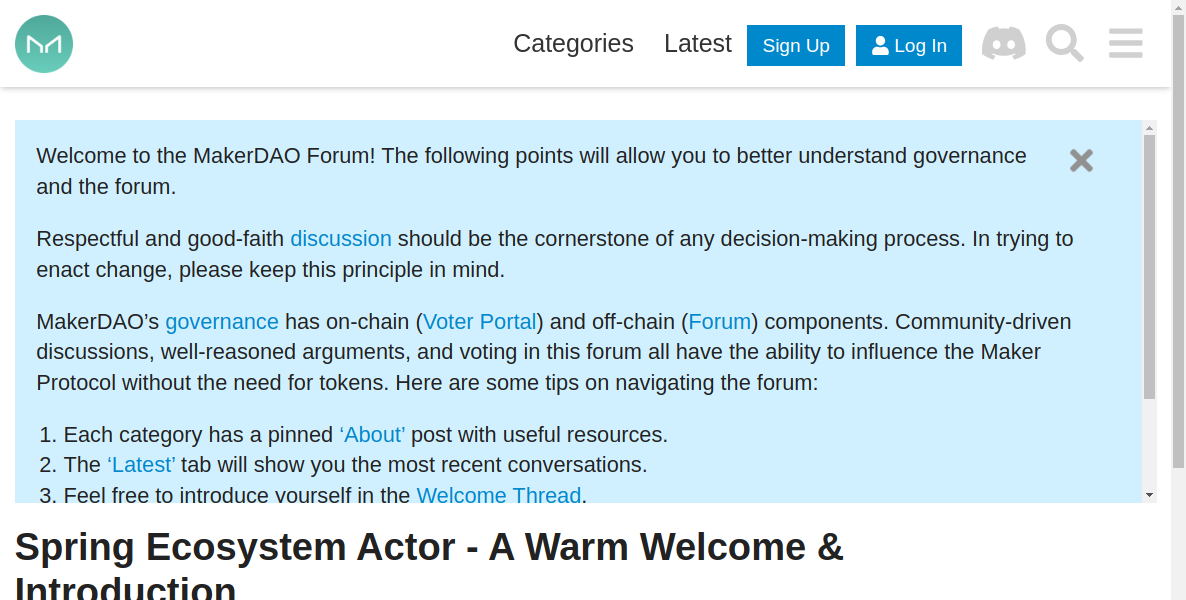 Categories Latest Sign Up Log In
Welcome to the MakerDAO Forum! The following points will allow you to better understand governance
and the forum.
Respectful and good-faith discussion should be the cornerstone of any decision-making process. In trying to
enact change, please keep this principle in mind.
MakerDAO’s governance has on-chain (Voter Portal) and off-chain (Forum) components. Community-driven
discussions, well-reasoned arguments, and voting in this forum all have the ability to influence the Maker
Protocol without the need for tokens. Here are some tips on navigating the forum:
1. Each category has a pinned ‘About’ post with useful resources.
2. The ‘Latest’ tab will show you the most recent conversations.
3. Feel free to introduce yourself in the Welcome Thread.
Spring Ecosystem Actor - A Warm Welcome &
Introduction